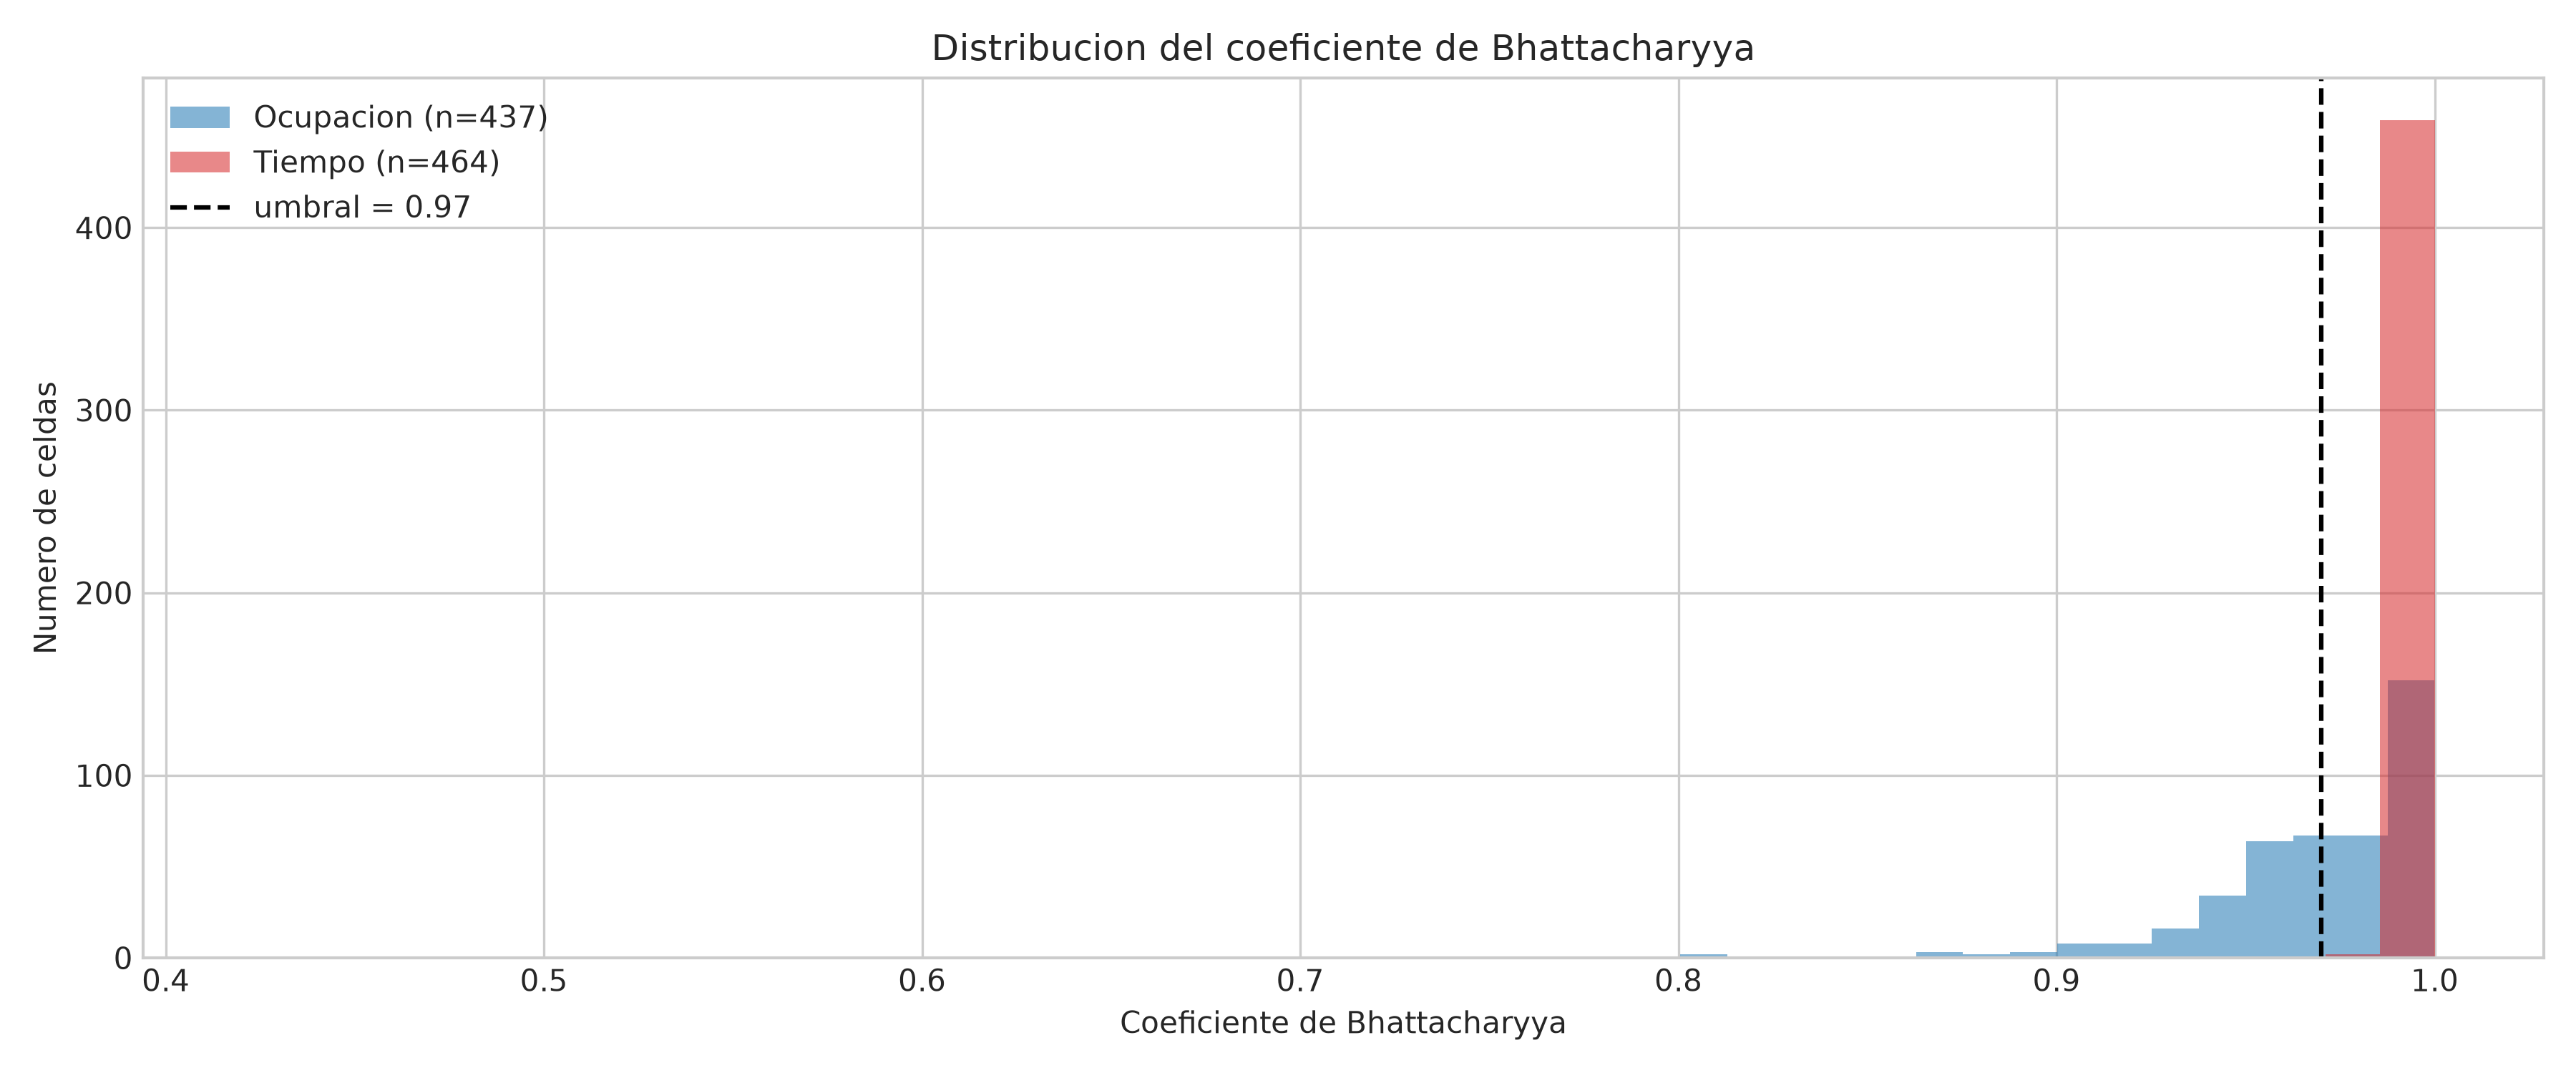 Distribucion del coeficiente de Bhattacharyya
Ocupacion (n=437)
Tiempo (n=464)
umbral = 0.97
Numero de celdas
400
300
200
100
0
0.4 0.5 0.6 0.7 0.8 0.9 1.0
Coeficiente de Bhattacharyya